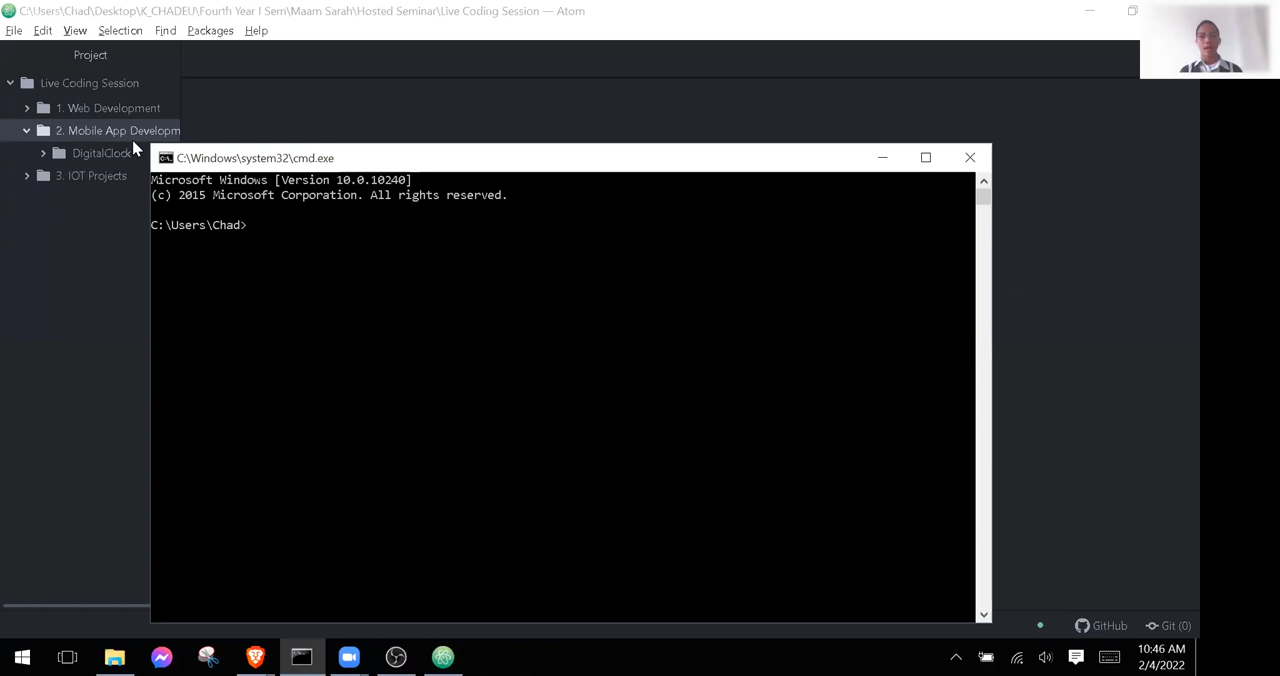 C:\Users\Chad\Desktop\K_CHADEU\Fourth Year I Sem\Maam Sarah\Hosted Seminar\Live Coding Session — Atom
File Edit View Selection Find Packages Help
Project
Live Coding Session
1. Web Development
2. Mobile App Developm
DigitalClock
3. IOT Projects
C:\Windows\system32\cmd.exe
Microsoft Windows [Version 10.0.10240]
(c) 2015 Microsoft Corporation. All rights reserved.
C:\Users\Chad>
GitHub Git (0)
10:46 AM
2/4/2022